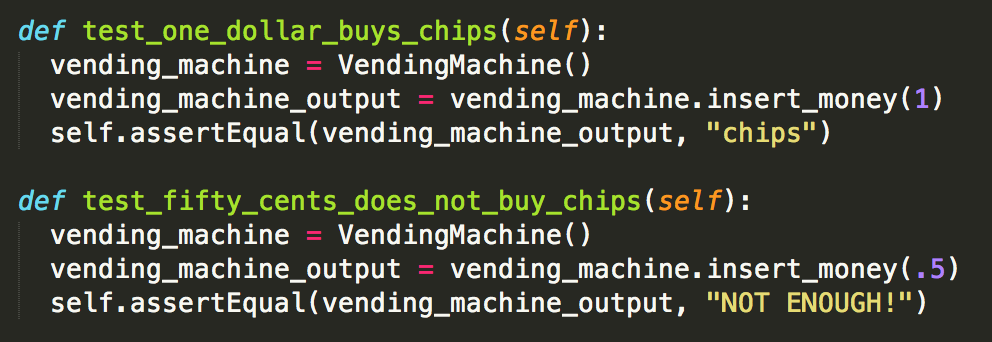 def test_one_dollar_buys_chips(self):
  vending_machine = VendingMachine()
  vending_machine_output = vending_machine.insert_money(1)
  self.assertEqual(vending_machine_output, "chips")

def test_fifty_cents_does_not_buy_chips(self):
  vending_machine = VendingMachine()
  vending_machine_output = vending_machine.insert_money(.5)
  self.assertEqual(vending_machine_output, "NOT ENOUGH!")